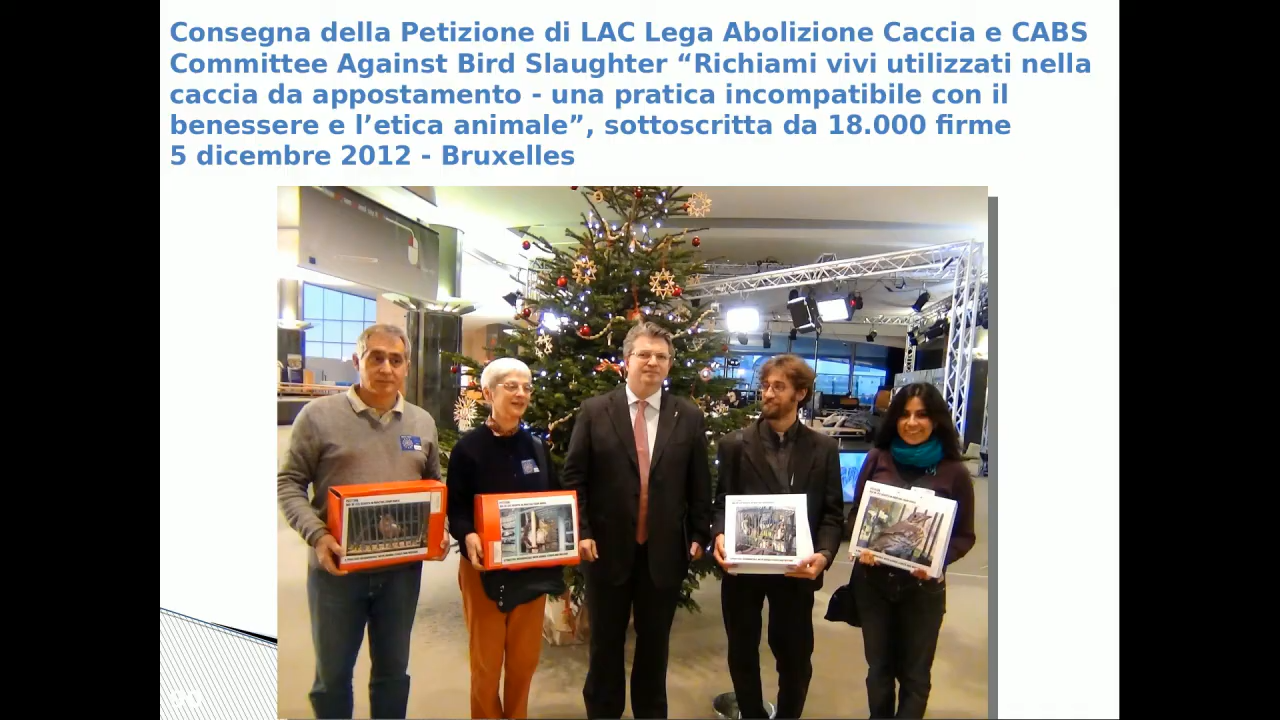 Consegna della Petizione di LAC Lega Abolizione Caccia e CABS
Committee Against Bird Slaughter “Richiami vivi utilizzati nella
caccia da appostamento - una pratica incompatibile con il
benessere e l’etica animale”, sottoscritta da 18.000 firme
5 dicembre 2012 - Bruxelles
90